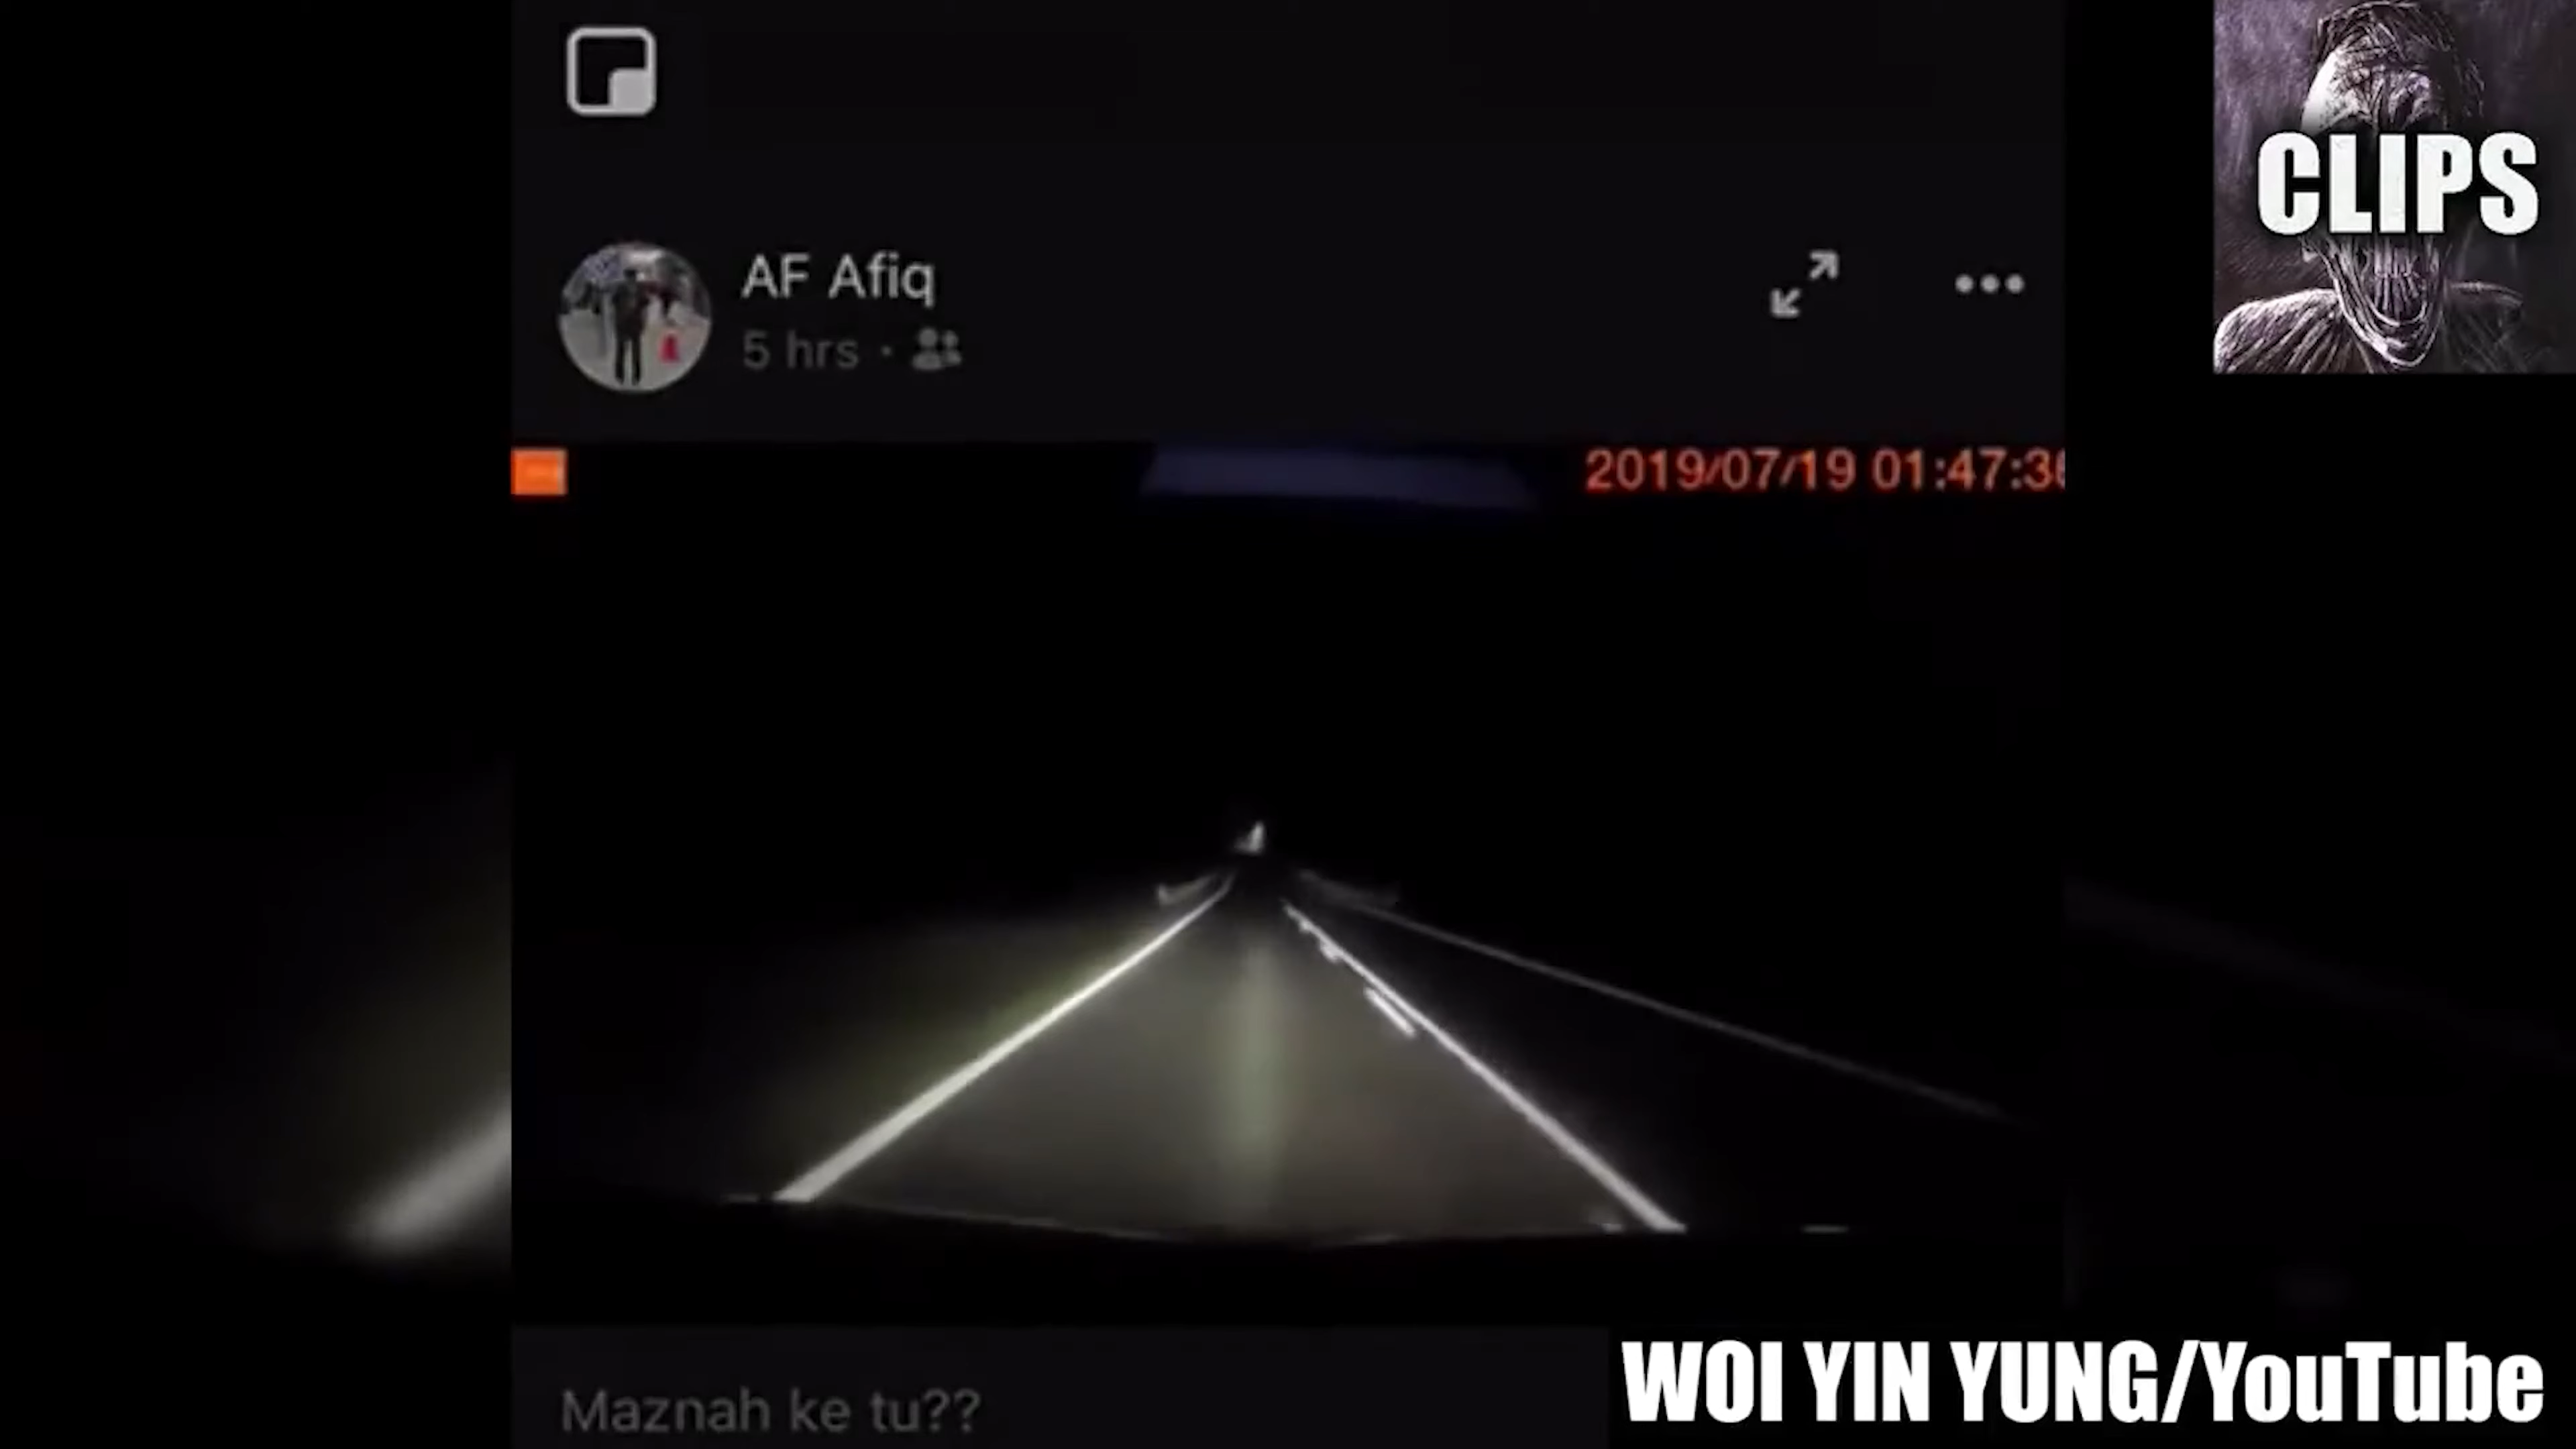 CLIPS
AF Afiq
5 hrs
2019/07/19 01:47:3
Maznah ke tu??
WOI YIN YUNG/YouTube